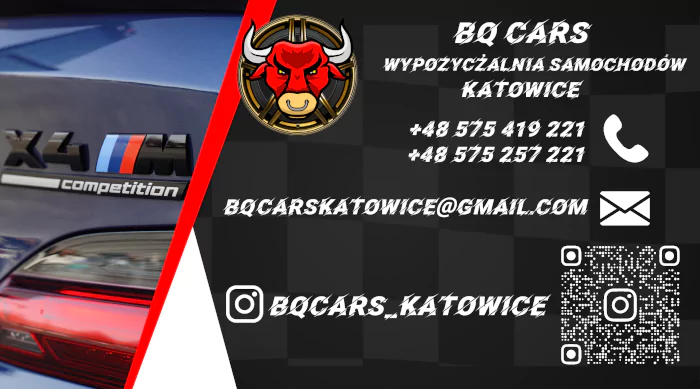 X4 M
competition
BQ CARS
WYPOŻYCZALNIA SAMOCHODÓW
KATOWICE
+48 575 419 221
+48 575 257 221
BQCARSKATOWICE@GMAIL.COM
BQCARS_KATOWICE